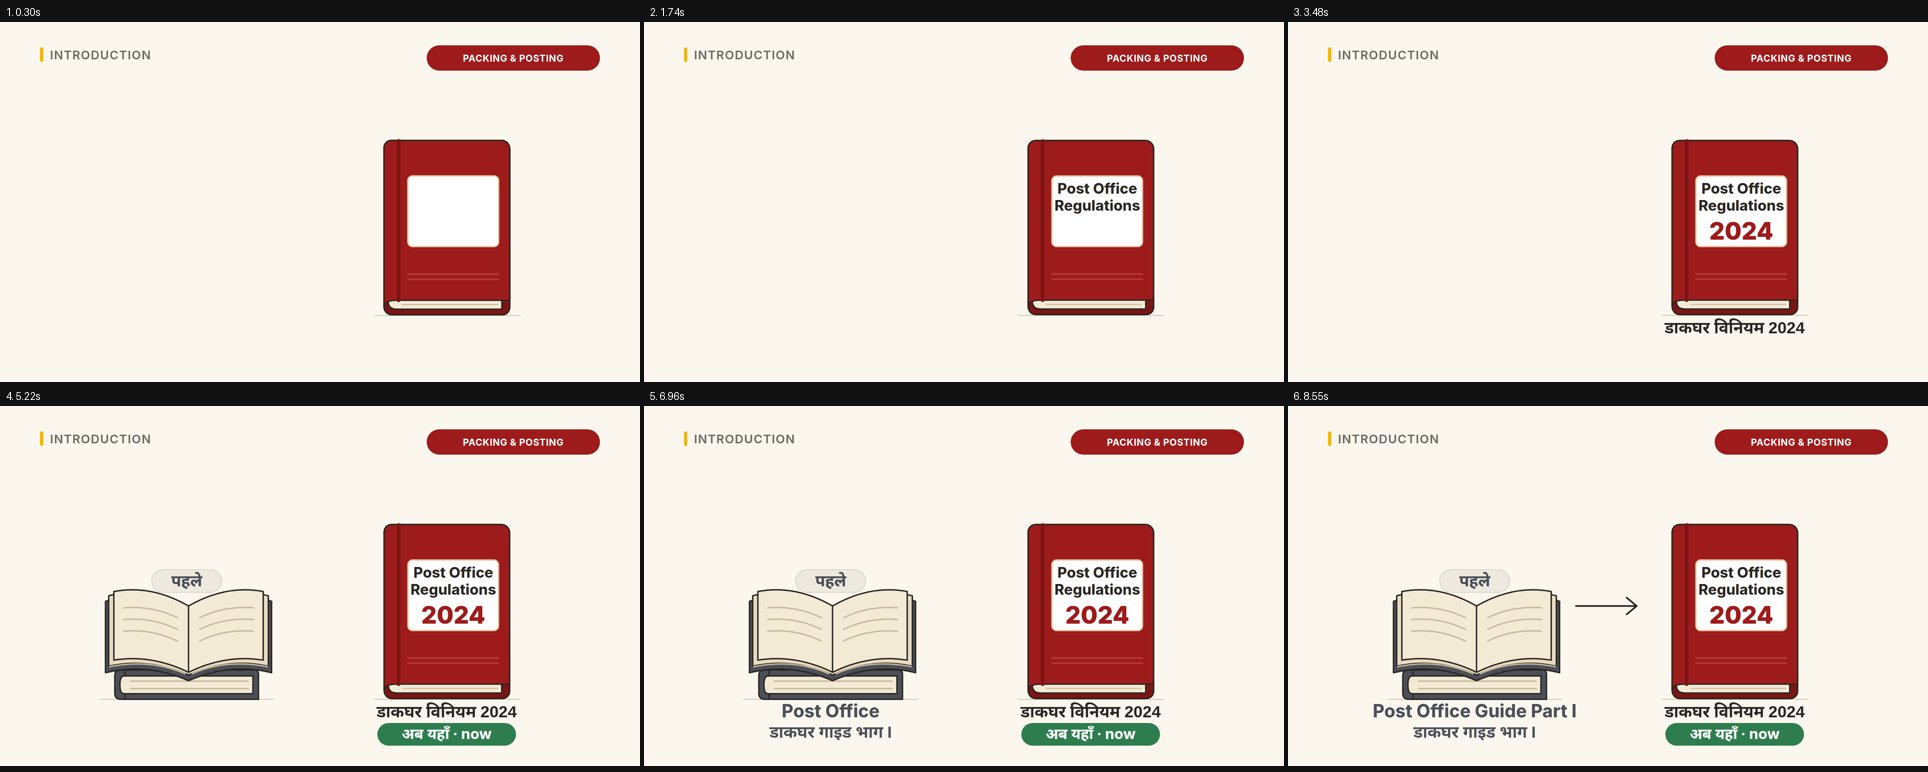 1. 0.30s
INTRODUCTION
PACKING & POSTING
2. 1.74s
INTRODUCTION
PACKING & POSTING
Post Office
Regulations
3. 3.48s
INTRODUCTION
PACKING & POSTING
Post Office
Regulations
2024
डाकघर विनियम 2024
4. 5.22s
INTRODUCTION
PACKING & POSTING
पहले
Post Office
Regulations
2024
डाकघर विनियम 2024
अब यहाँ · now
5. 6.96s
INTRODUCTION
PACKING & POSTING
पहले
Post Office
डाकघर गाइड भाग I
Post Office
Regulations
2024
डाकघर विनियम 2024
अब यहाँ · now
6. 8.55s
INTRODUCTION
PACKING & POSTING
पहले
Post Office Guide Part I
डाकघर गाइड भाग I
Post Office
Regulations
2024
डाकघर विनियम 2024
अब यहाँ · now